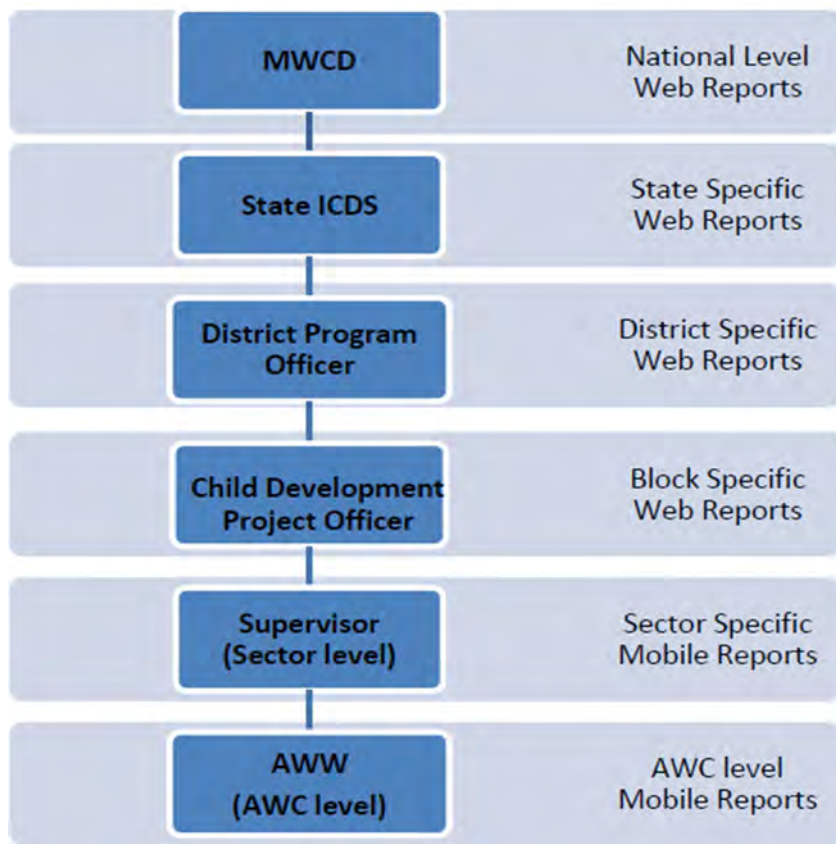 MWCD
National Level
Web Reports
State ICDS
State Specific
Web Reports
District Program
Officer
District Specific
Web Reports
Child Development
Project Officer
Block Specific
Web Reports
Supervisor
(Sector level)
Sector Specific
Mobile Reports
AWW
(AWC level)
AWC level
Mobile Reports